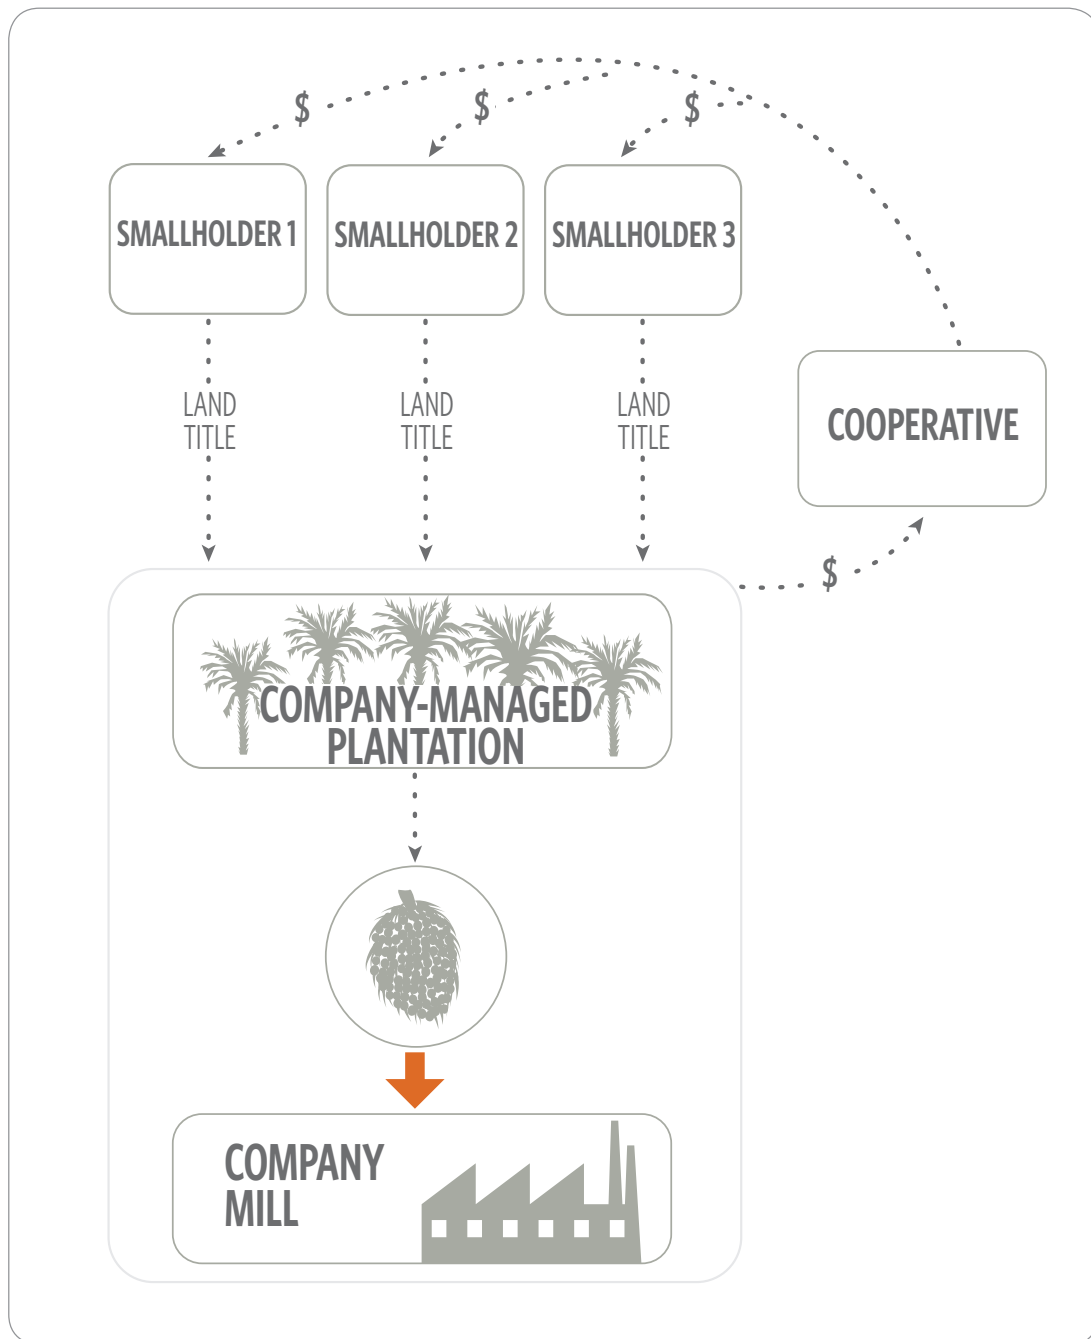 $
$
$
SMALLHOLDER 1
SMALLHOLDER 2
SMALLHOLDER 3
LAND
TITLE
LAND
TITLE
LAND
TITLE
COOPERATIVE
$
COMPANY-MANAGED
PLANTATION
COMPANY
MILL